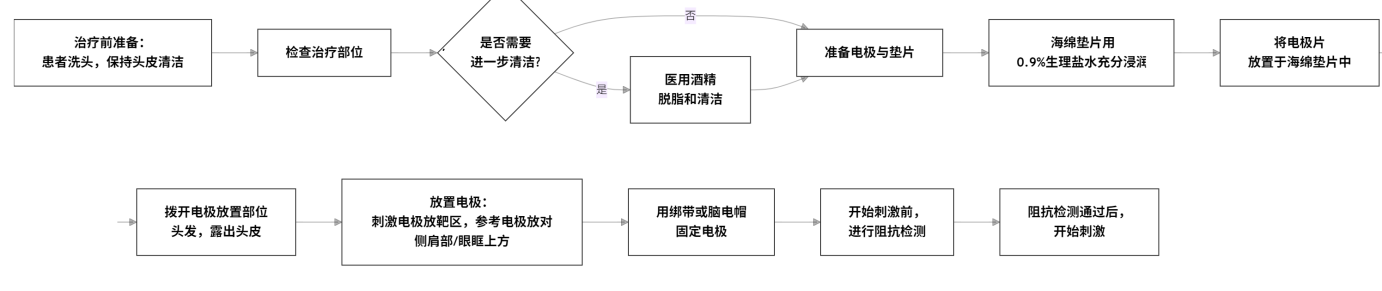 治疗前准备：
患者洗头，保持头皮清洁
检查治疗部位
是否需要
进一步清洁?
否
是
医用酒精
脱脂和清洁
准备电极与垫片
海绵垫片用
0.9%生理盐水充分浸润
将电极片
放置于海绵垫片中
拨开电极放置部位
头发，露出头皮
放置电极：
刺激电极放靶区，参考电极放对
侧肩部/眼眶上方
用绑带或脑电帽
固定电极
开始刺激前，
进行阻抗检测
阻抗检测通过后，
开始刺激